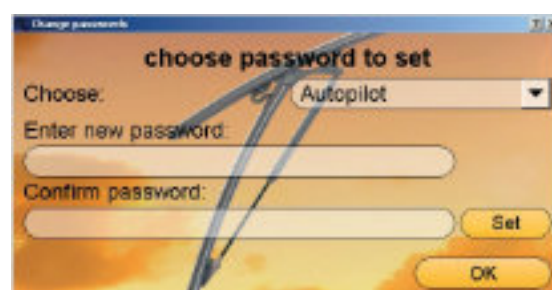 Change passwords
choose password to set
Choose: Autopilot
Enter new password:
Confirm password:
Set
OK